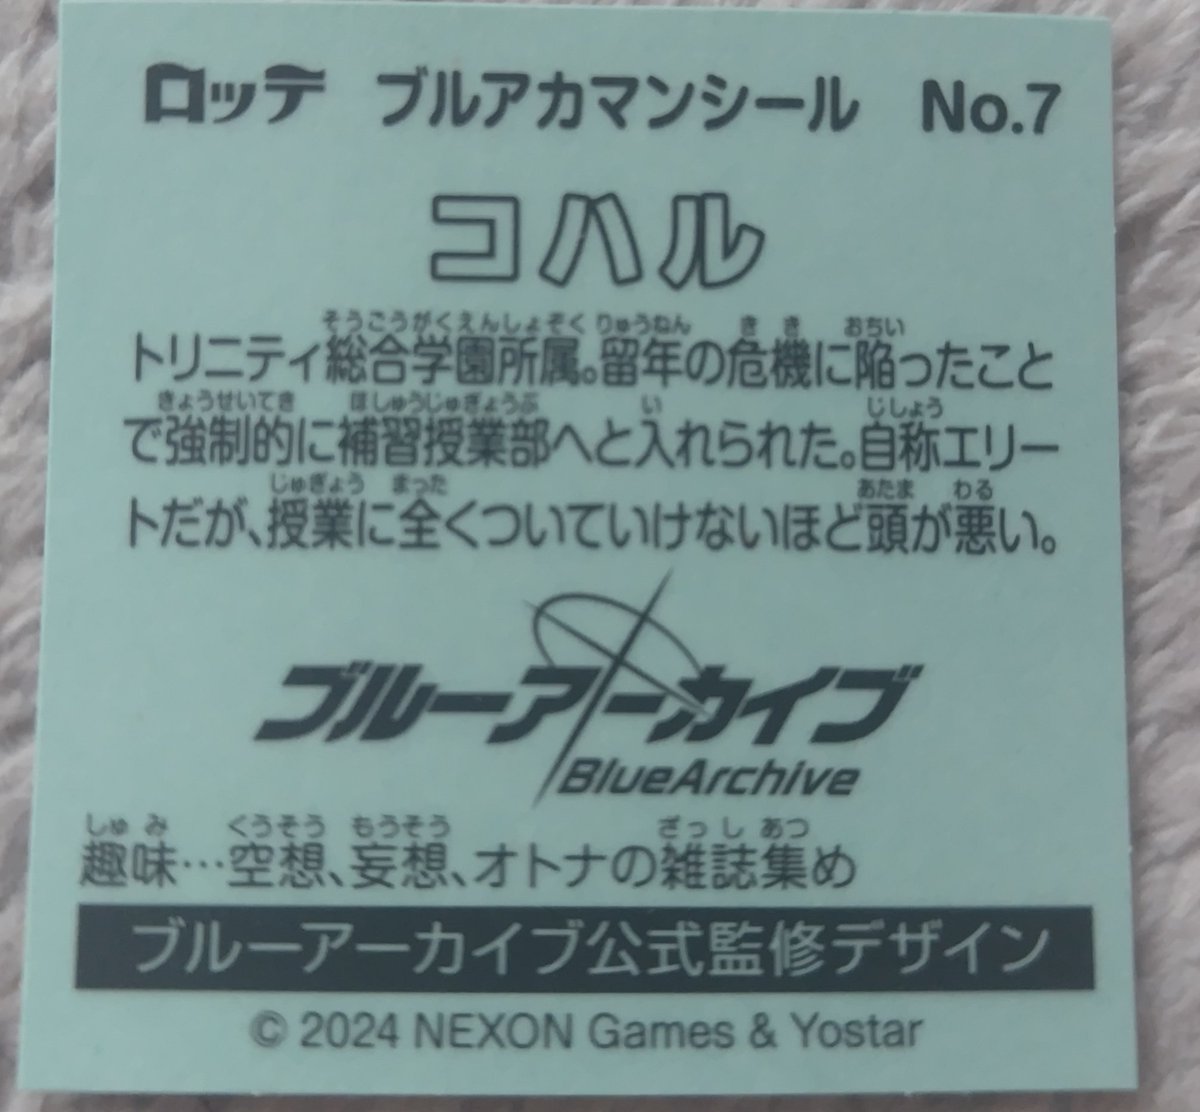 ロッテ ブルアカマンシール No.7
コハル
そうごうがくえんしょぞく りゅうねん きき おちい
トリニティ総合学園所属。留年の危機に陥ったこと
きょうせいてき ほしゅうじゅぎょうぶ い じしょう
で強制的に補習授業部へと入れられた。自称エリー
じゅぎょう まった あたま わる
トだが、授業に全くついていけないほど頭が悪い。
ブルーアーカイブ
BlueArchive
しゅみ くうそう もうそう ざっし あつ
趣味…空想、妄想、オトナの雑誌集め
ブルーアーカイブ公式監修デザイン
© 2024 NEXON Games & Yostar